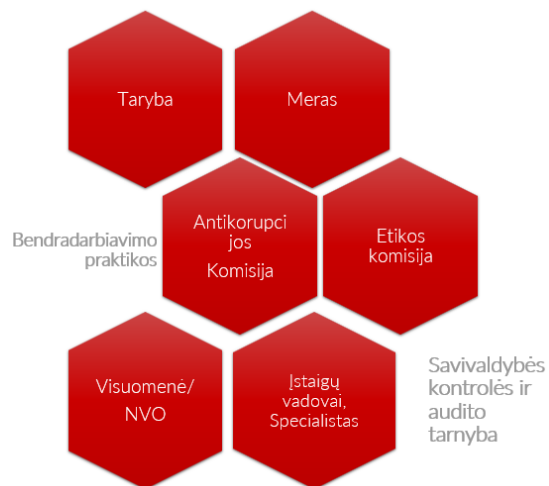 Taryba
Meras
Bendradarbiavimo
praktikos
Antikorupci
jos
Komisija
Etikos
komisija
Visuomenė/
NVO
Įstaigų
vadovai,
Specialistas
Savivaldybės
kontrolės ir
audito
tarnyba